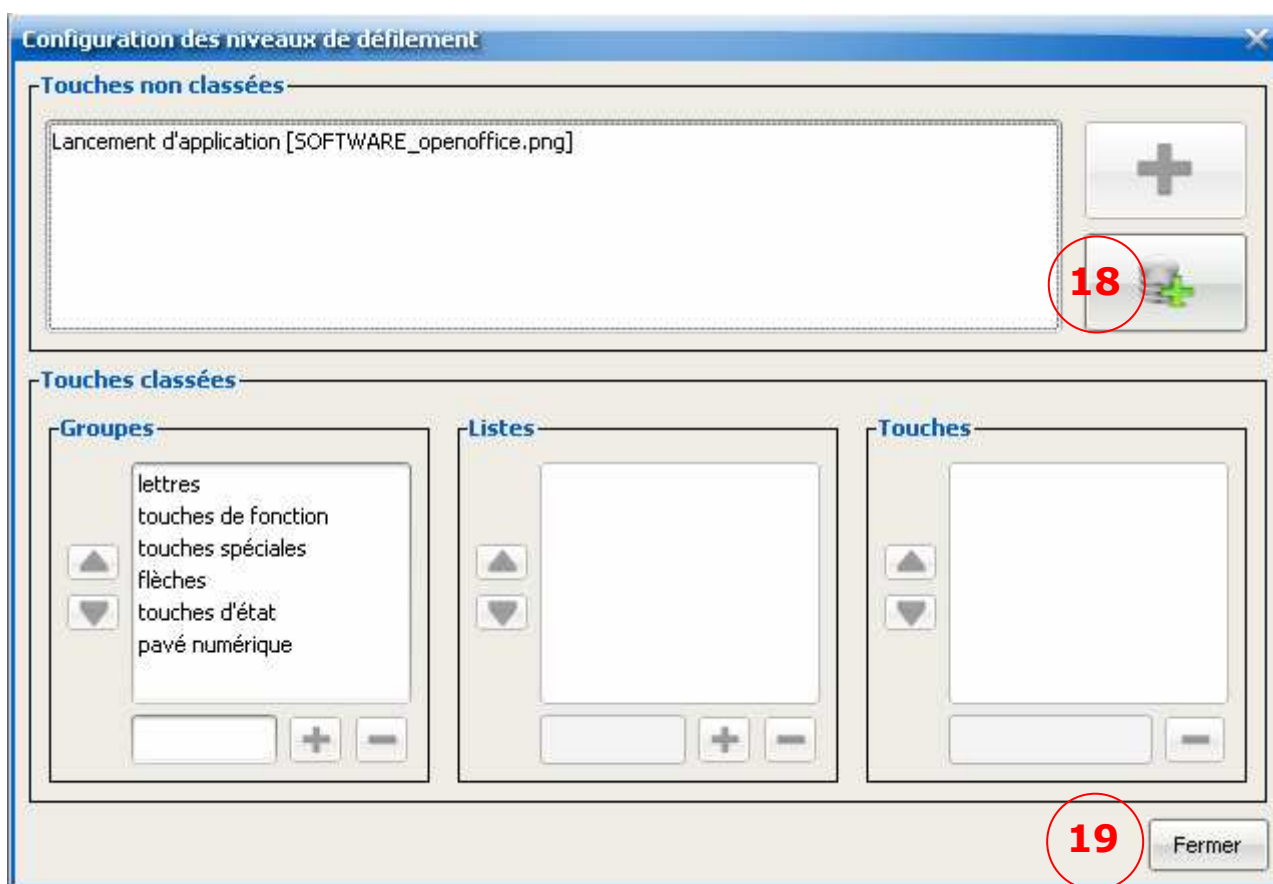 Configuration des niveaux de défilement
Touches non classées
Lancement d'application [SOFTWARE_openoffice.png]
18
Touches classées
Groupes
lettres
touches de fonction
touches spéciales
flèches
touches d'état
pavé numérique
Listes
Touches
19
Fermer